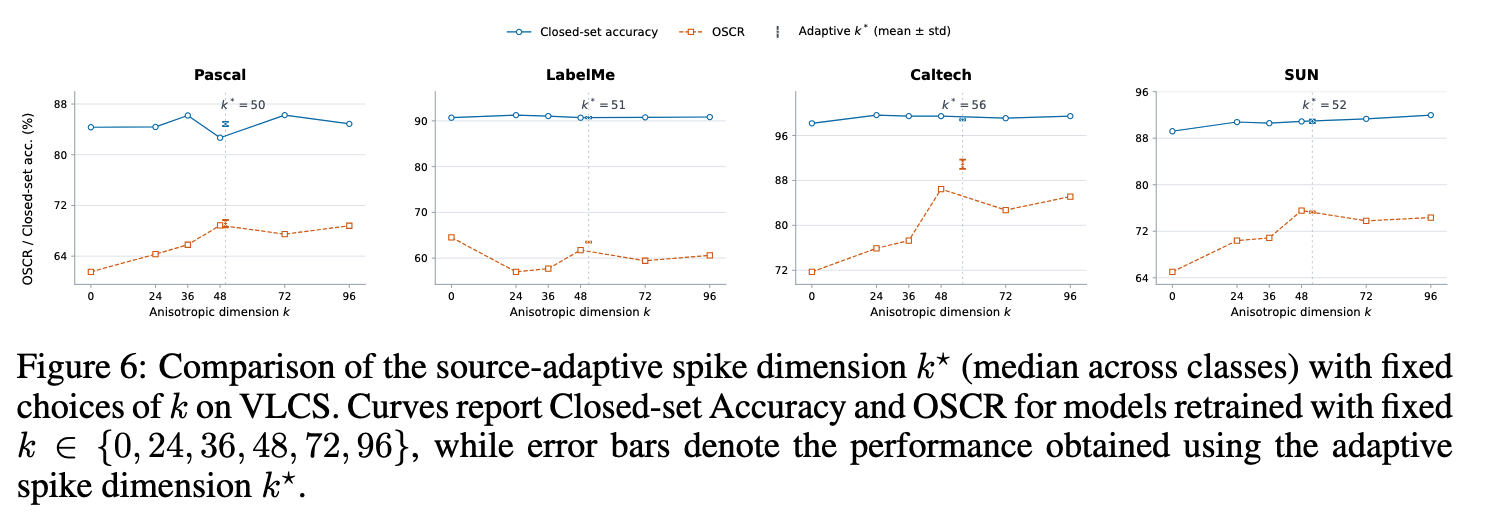 Closed-set accuracy OSCR Adaptive k* (mean ± std)
Pascal LabelMe Caltech SUN
OSCR / Closed-set acc. (%)
88
80
72
64
k* = 50
0 24 36 48 72 96
Anisotropic dimension k
90
80
70
60
k* = 51
0 24 36 48 72 96
Anisotropic dimension k
96
88
80
72
k* = 56
0 24 36 48 72 96
Anisotropic dimension k
96
88
80
72
64
k* = 52
0 24 36 48 72 96
Anisotropic dimension k
Figure 6: Comparison of the source-adaptive spike dimension k⋆ (median across classes) with fixed
choices of k on VLCS. Curves report Closed-set Accuracy and OSCR for models retrained with fixed
k ∈ {0, 24, 36, 48, 72, 96}, while error bars denote the performance obtained using the adaptive
spike dimension k⋆.